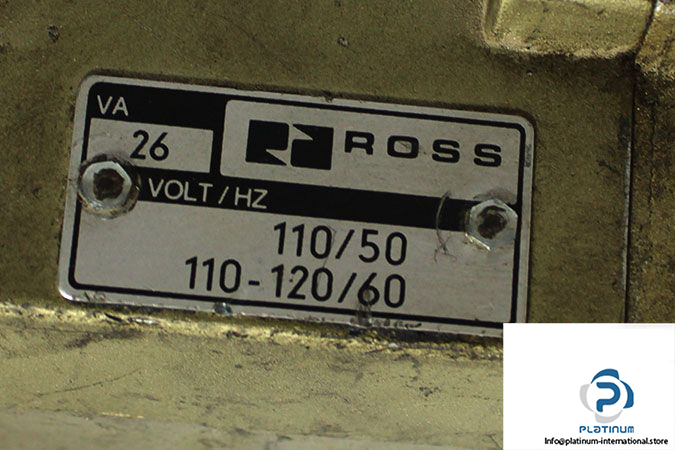 VA
ROSS
26
VOLT/HZ
110/50
110-120/60
PLATINUM
Info@platinum-international.store